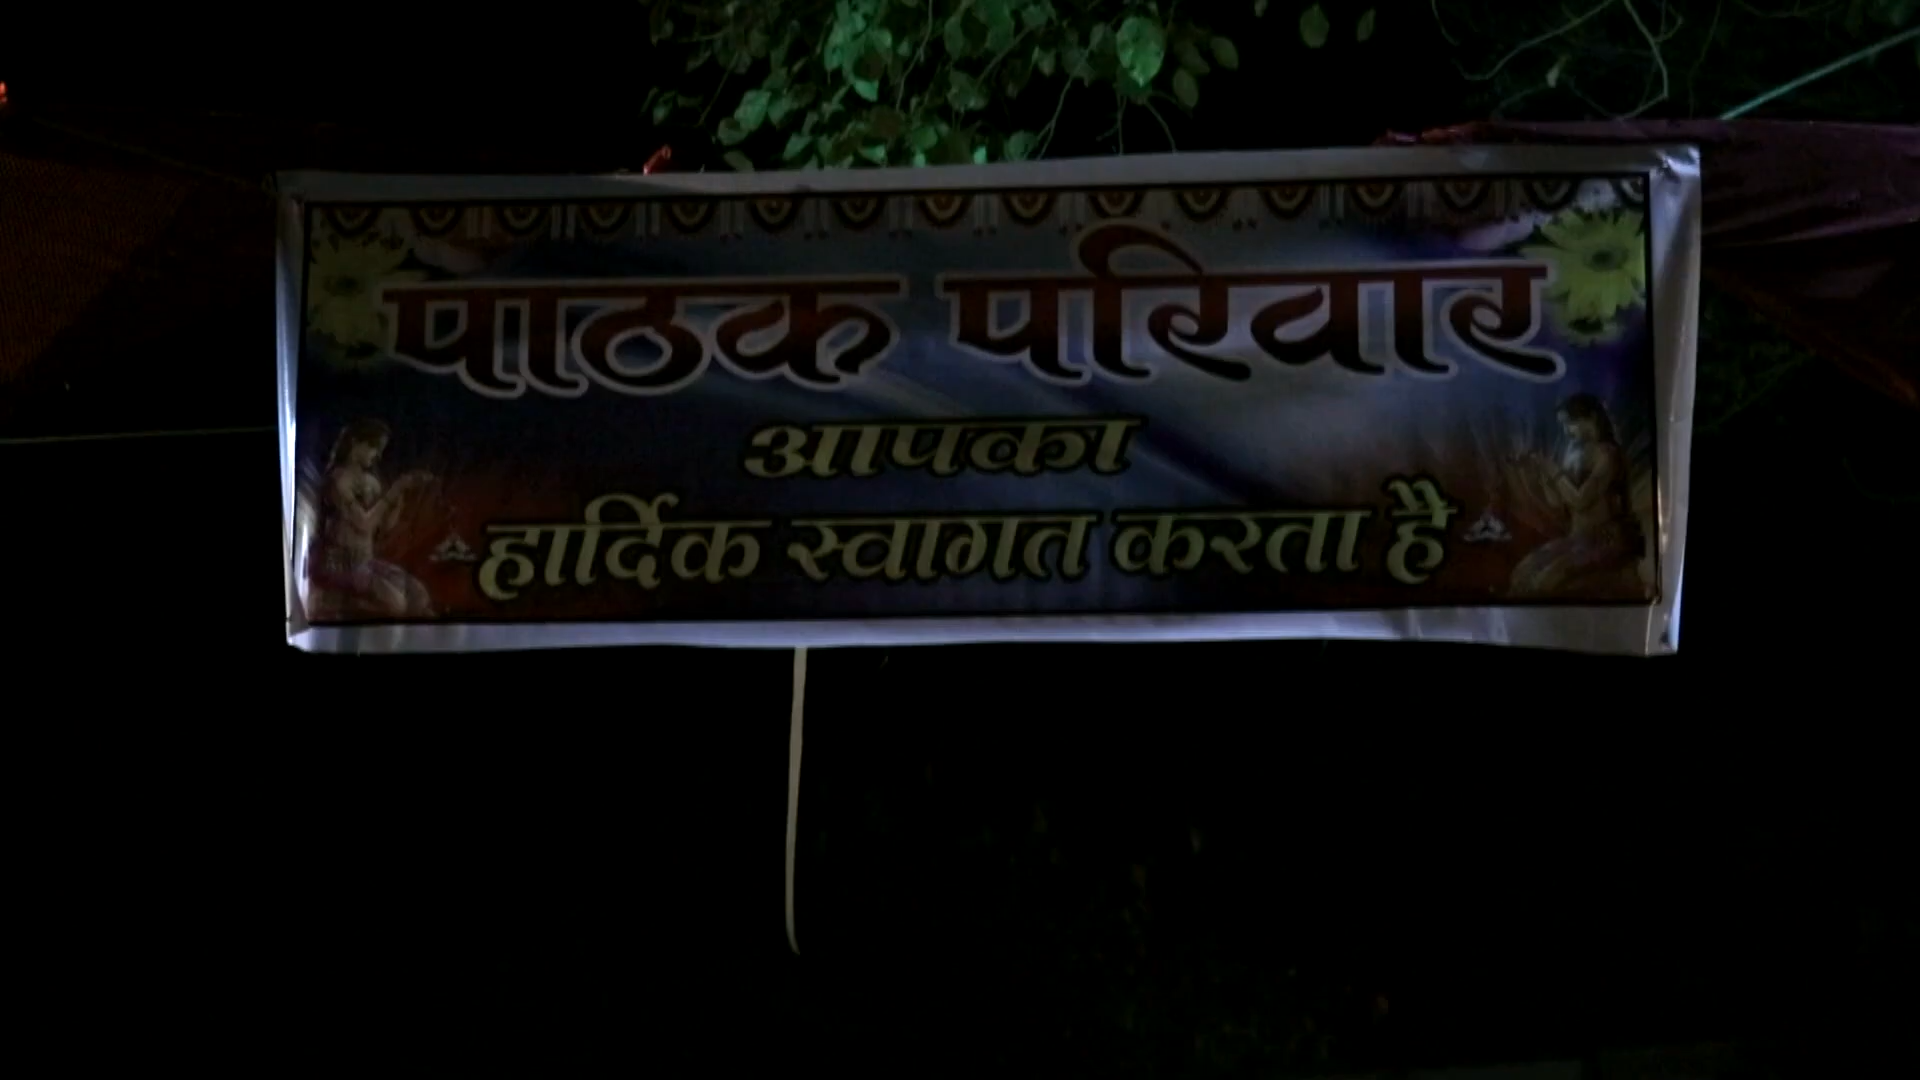 पाठक परिवार
आपका
हार्दिक स्वागत करता है